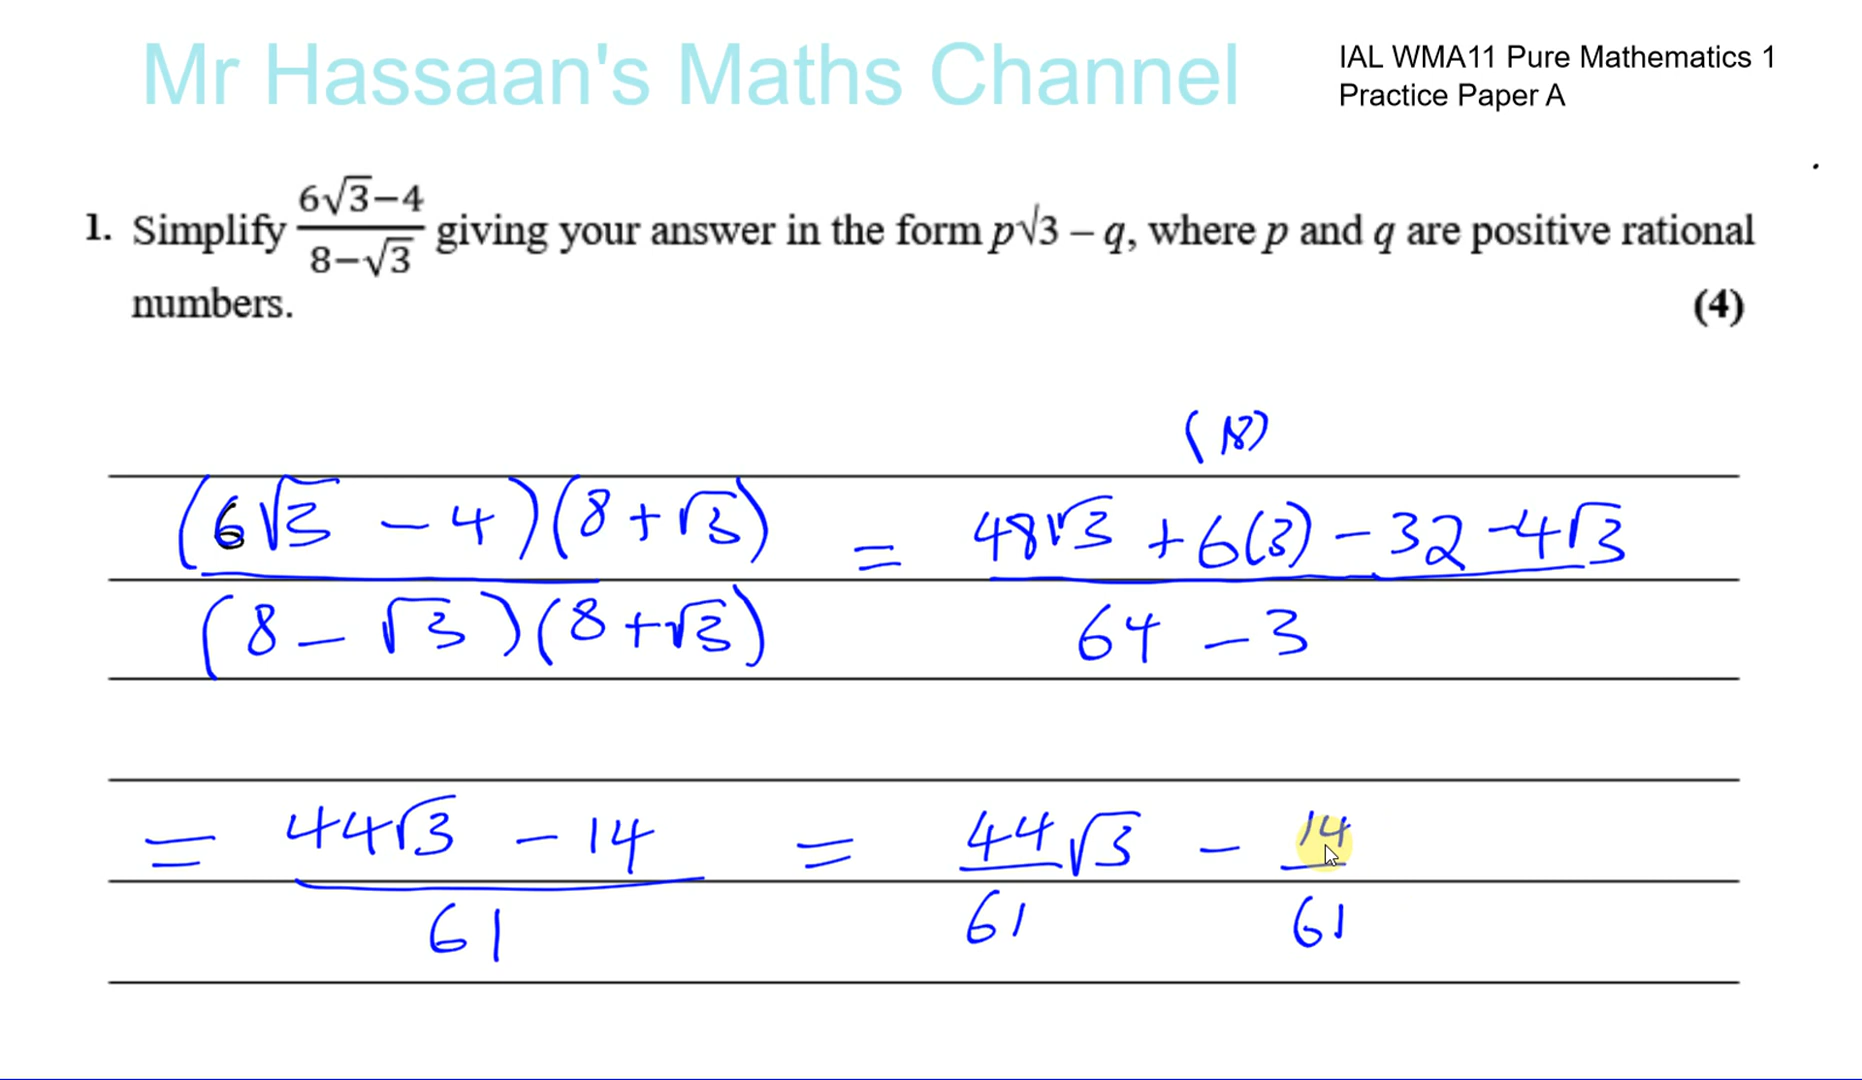 Mr Hassaan's Maths Channel
IAL WMA11 Pure Mathematics 1
Practice Paper A
1. Simplify (6√3−4)/(8−√3) giving your answer in the form p√3 – q, where p and q are positive rational
numbers. (4)
(18)
(6√3 − 4)(8+√3)/(8 − √3)(8+√3) = (48√3 + 6(3) − 32 − 4√3)/(64 − 3)
= (44√3 − 14)/61 = 44/61 √3 − 14/61